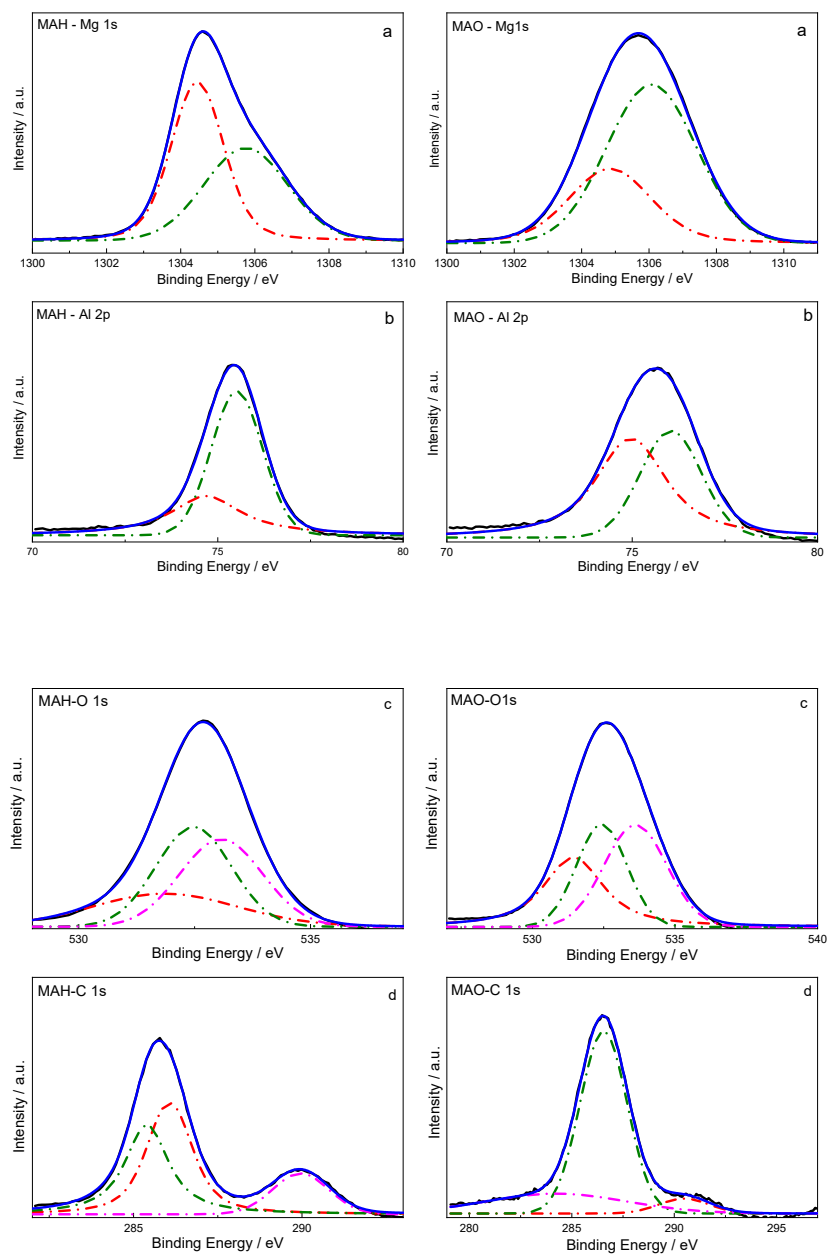 MAH - Mg 1s
a
Intensity / a.u.
1300 1302 1304 1306 1308 1310
Binding Energy / eV
MAO - Mg1s
a
Intensity / a.u.
1300 1302 1304 1306 1308 1310
Binding Energy / eV
MAH - Al 2p
b
Intensity / a.u.
70 75 80
Binding Energy / eV
MAO - Al 2p
b
Intensity / a.u.
70 75 80
Binding Energy / eV
MAH-O 1s
c
Intensity / a.u.
530 535
Binding Energy / eV
MAO-O1s
c
Intensity / a.u.
530 535 540
Binding Energy / eV
MAH-C 1s
d
Intensity / a.u.
285 290
Binding Energy / eV
MAO-C 1s
d
Intensity / a.u.
280 285 290 295
Binding Energy / eV